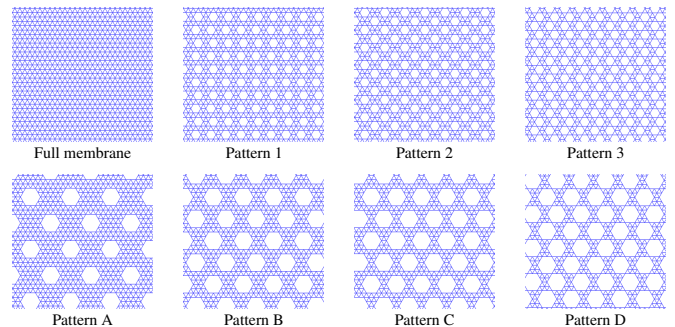 Full membrane
Pattern 1
Pattern 2
Pattern 3
Pattern A
Pattern B
Pattern C
Pattern D